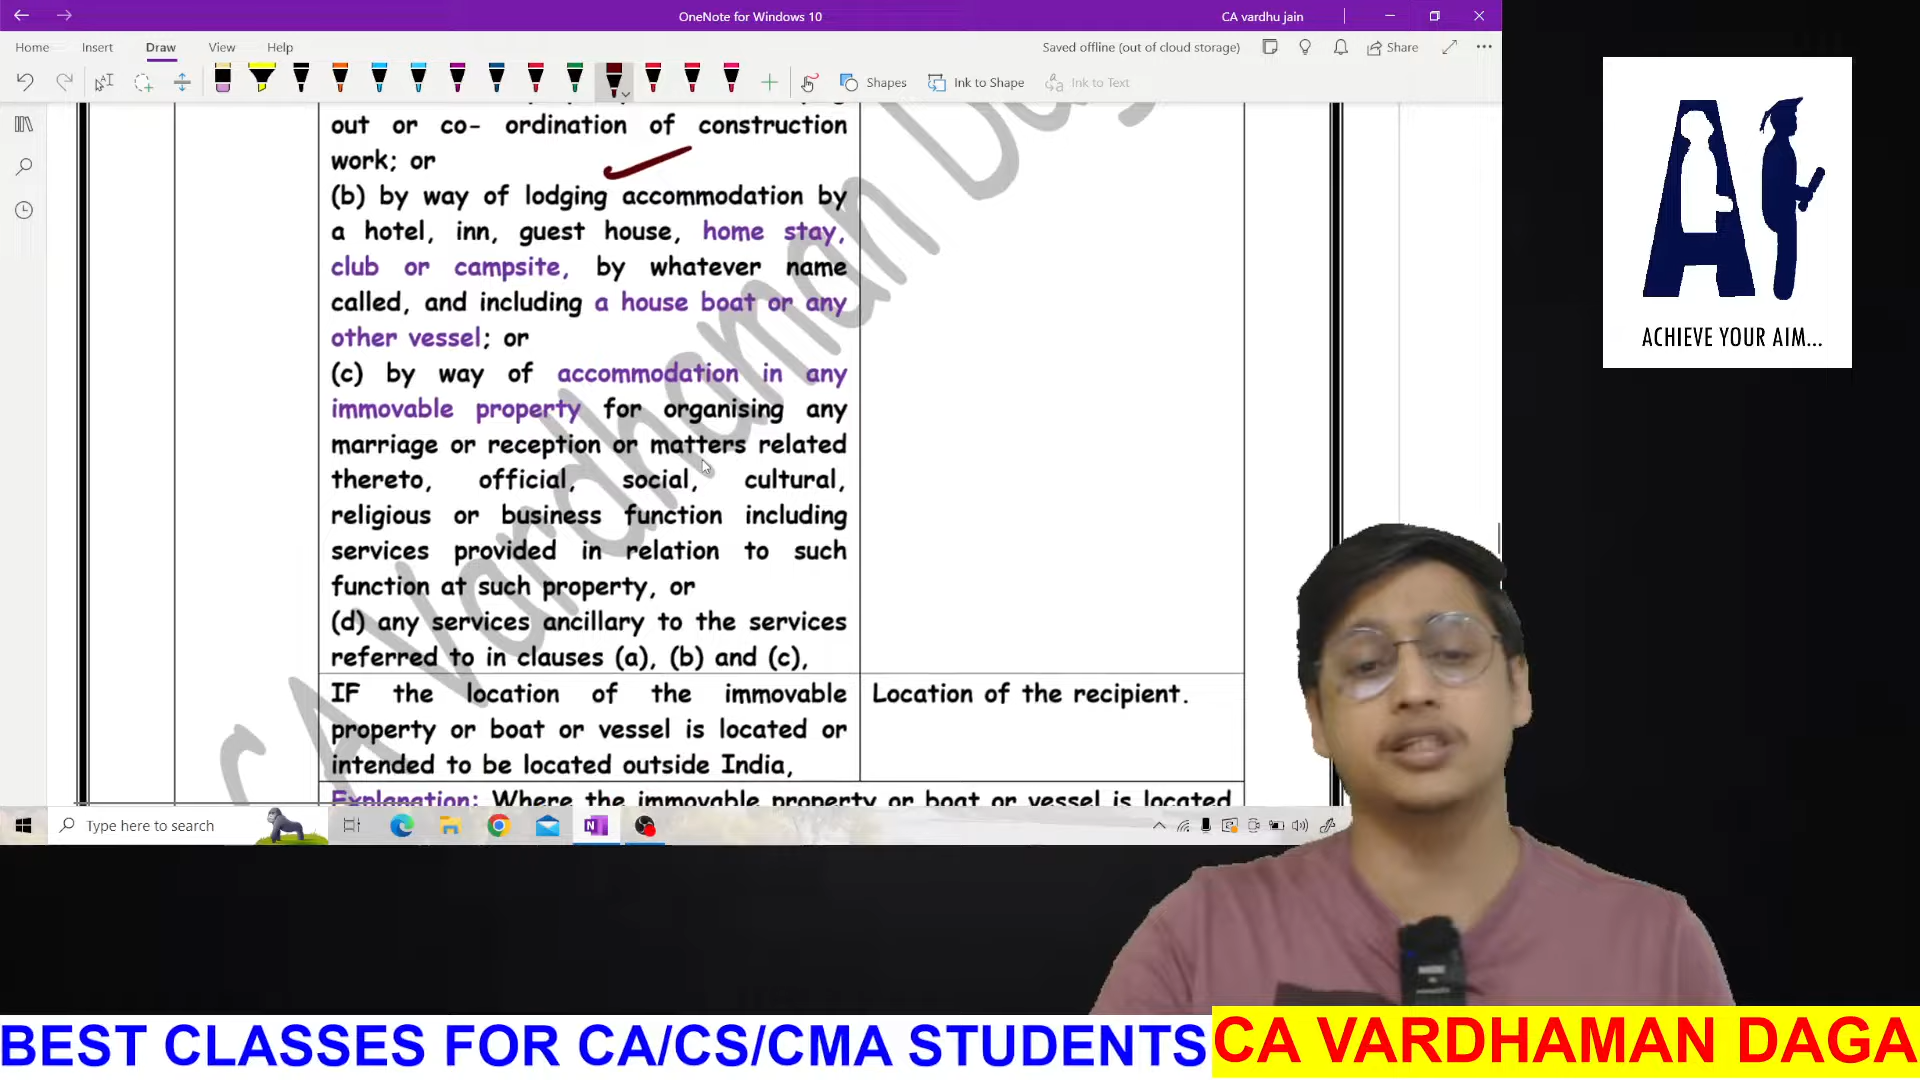 OneNote for Windows 10
CA vardhu jain
Home Insert Draw View Help
Saved offline (out of cloud storage)
Share
Shapes
Ink to Shape
Ink to Text
out or co- ordination of construction
work; or
(b) by way of lodging accommodation by
a hotel, inn, guest house, home stay,
club or campsite, by whatever name
called, and including a house boat or any
other vessel; or
(c) by way of accommodation in any
immovable property for organising any
marriage or reception or matters related
thereto, official, social, cultural,
religious or business function including
services provided in relation to such
function at such property, or
(d) any services ancillary to the services
referred to in clauses (a), (b) and (c),
IF the location of the immovable
property or boat or vessel is located or
intended to be located outside India,
Location of the recipient.
Explanation: Where the immovable property or boat or vessel is located
CA Vardhaman
Type here to search
ACHIEVE YOUR AIM...
BEST CLASSES FOR CA/CS/CMA STUDENTS
CA VARDHAMAN DAGA